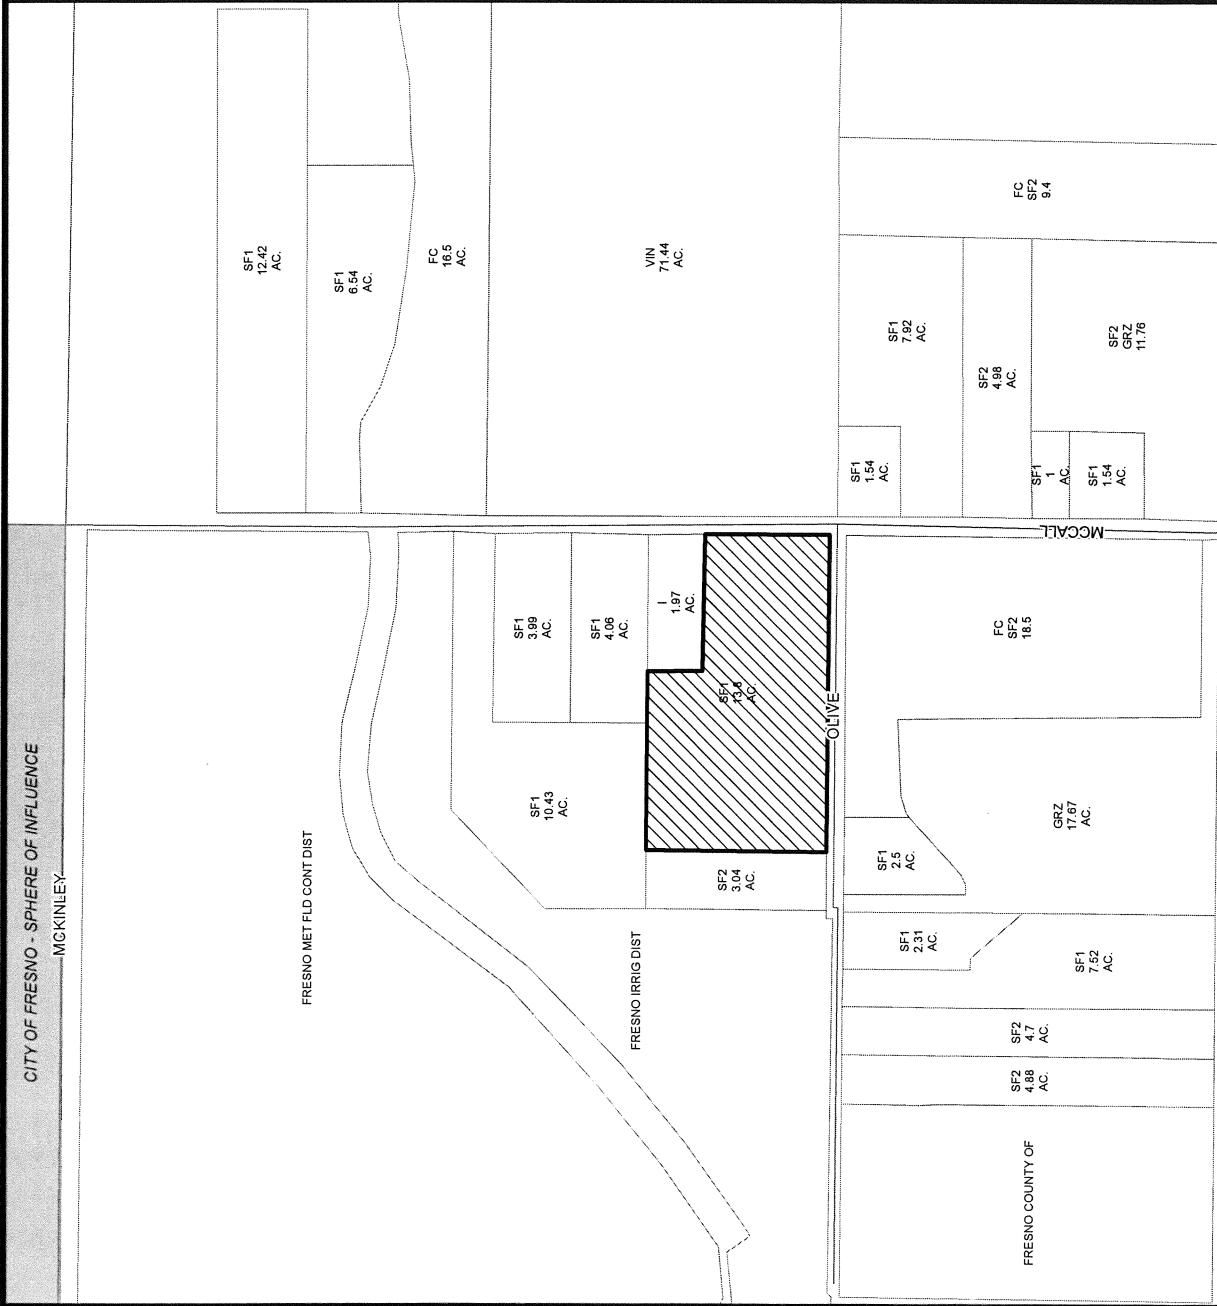 CITY OF FRESNO - SPHERE OF INFLUENCE
MCKINLEY
SF1
12.42
AC.
SF1
6.54
AC.
FC
16.5
AC.
VIN
71.44
AC.
FRESNO MET FLD CONT DIST
SF1
3.99
AC.
SF1
4.06
AC.
I
1.97
AC.
SF1
10.43
AC.
SF1
13.8
AC.
SF2
3.04
AC.
FRESNO IRRIG DIST
OLIVE
MCCALL
FC
SF2
9.4
SF1
7.92
AC.
SF2
4.98
AC.
SF2
GRZ
11.76
SF1
1.54
AC.
SF1
1
AC.
SF1
1.54
AC.
FC
SF2
18.5
GRZ
17.67
AC.
SF1
2.5
AC.
SF1
2.31
AC.
SF1
7.52
AC.
SF2
4.7
AC.
SF2
4.88
AC.
FRESNO COUNTY OF